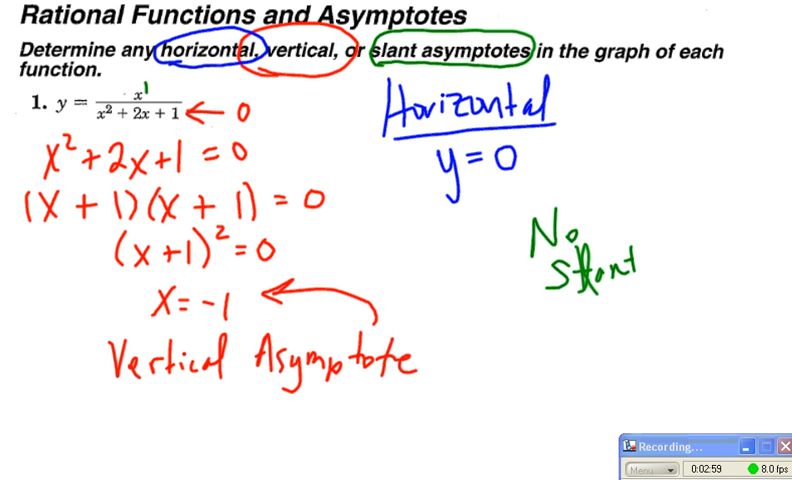 Rational Functions and Asymptotes
Determine any horizontal, vertical, or slant asymptotes in the graph of each
function.
1. y = x¹ / (x² + 2x + 1) ← 0
x² + 2x + 1 = 0
(x + 1)(x + 1) = 0
(x + 1)² = 0
x = -1
Vertical Asymptote
Horizontal
y = 0
No
Slant
Recording...
Menu 0:02:59 8.0 fps